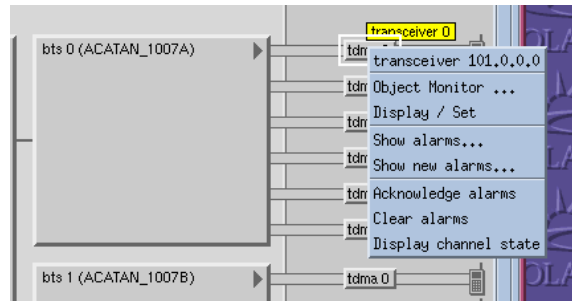 transceiver 0
bts 0 (ACATAN_1007A)
transceiver 101.0.0.0
Object Monitor ...
Display / Set
Show alarms...
Show new alarms...
Acknowledge alarms
Clear alarms
Display channel state
bts 1 (ACATAN_1007B)
tdma 0